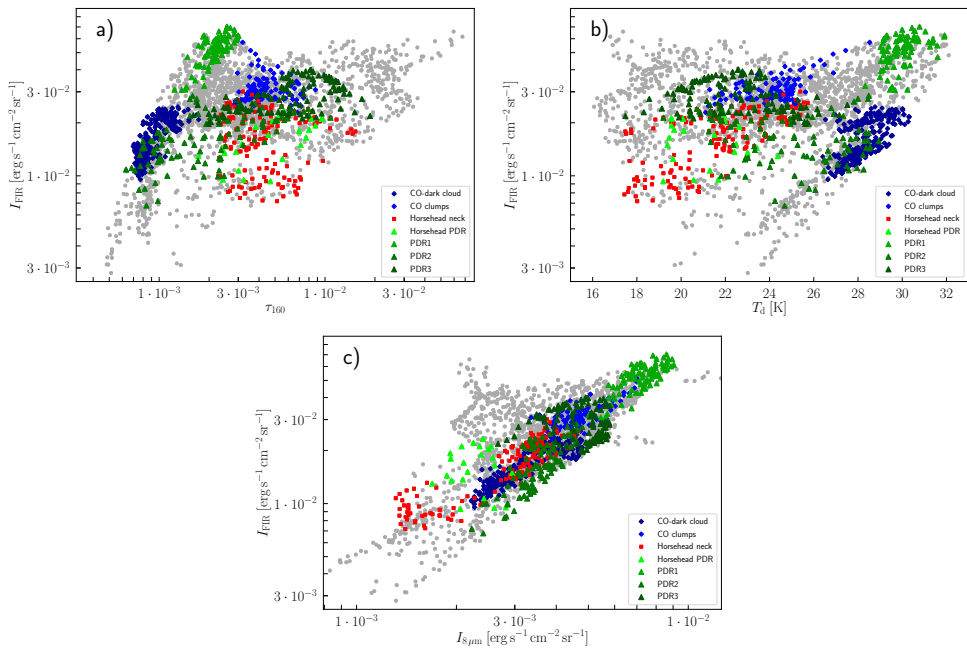 a)
I_FIR [erg s⁻¹ cm⁻² sr⁻¹]
3 · 10⁻²
1 · 10⁻²
3 · 10⁻³
1 · 10⁻³
3 · 10⁻³
1 · 10⁻²
3 · 10⁻²
τ₁₆₀
CO-dark cloud
CO clumps
Horsehead neck
Horsehead PDR
PDR1
PDR2
PDR3
b)
I_FIR [erg s⁻¹ cm⁻² sr⁻¹]
3 · 10⁻²
1 · 10⁻²
3 · 10⁻³
16 18 20 22 24 26 28 30 32
T_d [K]
CO-dark cloud
CO clumps
Horsehead neck
Horsehead PDR
PDR1
PDR2
PDR3
c)
I_FIR [erg s⁻¹ cm⁻² sr⁻¹]
3 · 10⁻²
1 · 10⁻²
3 · 10⁻³
1 · 10⁻³
3 · 10⁻³
1 · 10⁻²
I_8 μm [erg s⁻¹ cm⁻² sr⁻¹]
CO-dark cloud
CO clumps
Horsehead neck
Horsehead PDR
PDR1
PDR2
PDR3